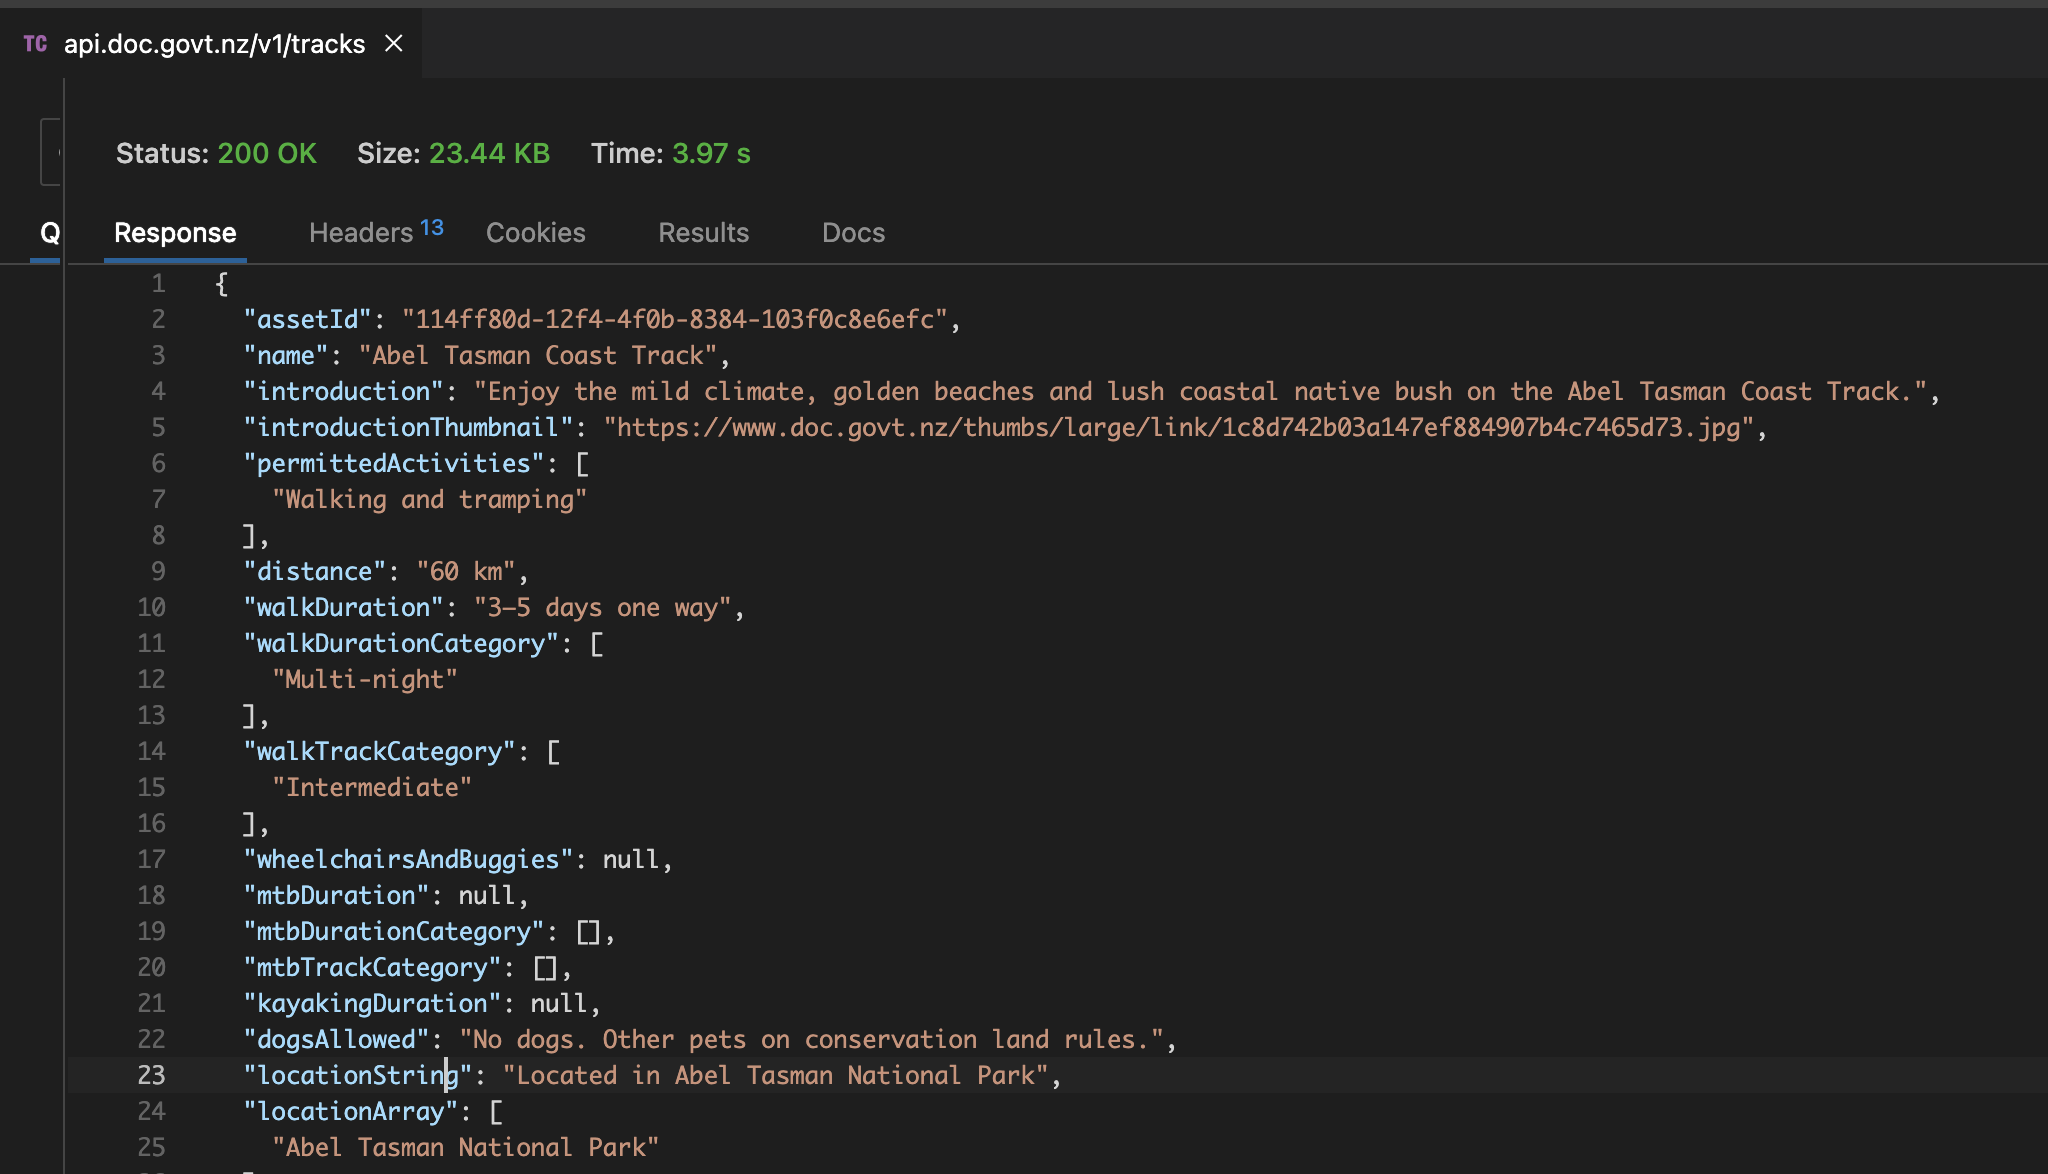 TC api.doc.govt.nz/v1/tracks
Status: 200 OK Size: 23.44 KB Time: 3.97 s
Q Response Headers 13 Cookies Results Docs
1 {
2 "assetId": "114ff80d-12f4-4f0b-8384-103f0c8e6efc",
3 "name": "Abel Tasman Coast Track",
4 "introduction": "Enjoy the mild climate, golden beaches and lush coastal native bush on the Abel Tasman Coast Track.",
5 "introductionThumbnail": "https://www.doc.govt.nz/thumbs/large/link/1c8d742b03a147ef884907b4c7465d73.jpg",
6 "permittedActivities": [
7 "Walking and tramping"
8 ],
9 "distance": "60 km",
10 "walkDuration": "3–5 days one way",
11 "walkDurationCategory": [
12 "Multi-night"
13 ],
14 "walkTrackCategory": [
15 "Intermediate"
16 ],
17 "wheelchairsAndBuggies": null,
18 "mtbDuration": null,
19 "mtbDurationCategory": [],
20 "mtbTrackCategory": [],
21 "kayakingDuration": null,
22 "dogsAllowed": "No dogs. Other pets on conservation land rules.",
23 "locationString": "Located in Abel Tasman National Park",
24 "locationArray": [
25 "Abel Tasman National Park"